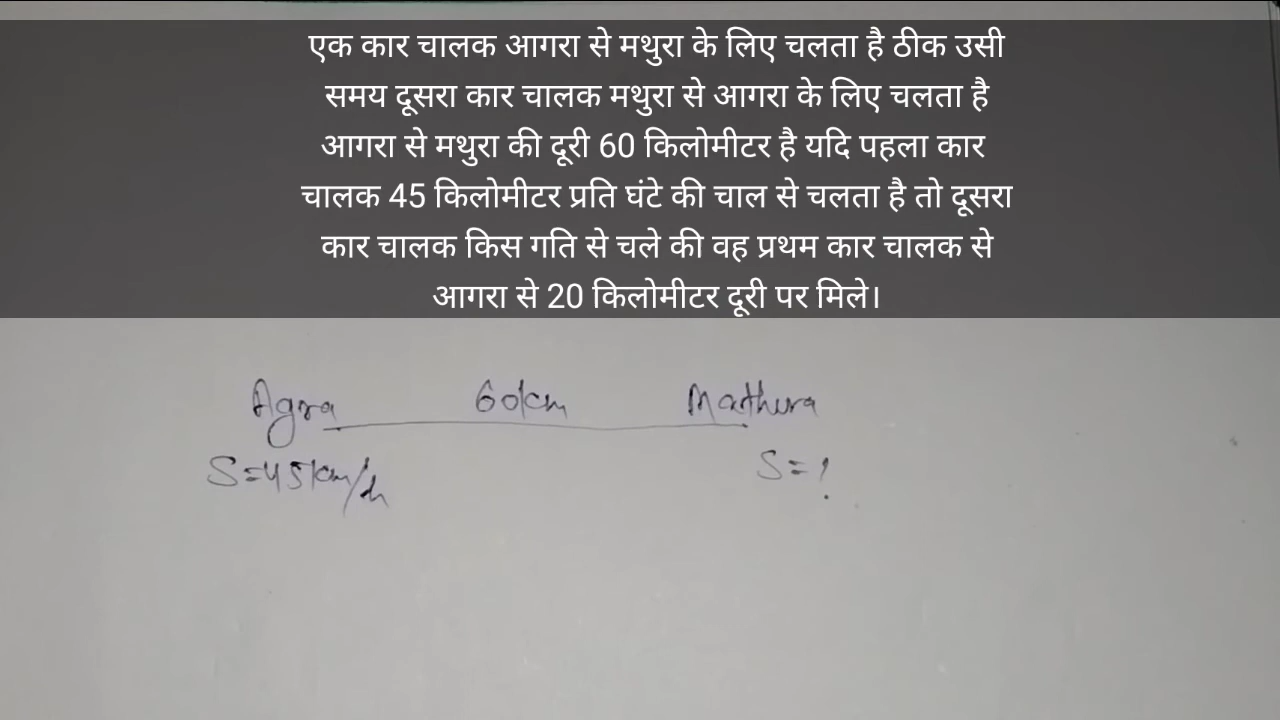 एक कार चालक आगरा से मथुरा के लिए चलता है ठीक उसी
समय दूसरा कार चालक मथुरा से आगरा के लिए चलता है
आगरा से मथुरा की दूरी 60 किलोमीटर है यदि पहला कार
चालक 45 किलोमीटर प्रति घंटे की चाल से चलता है तो दूसरा
कार चालक किस गति से चले की वह प्रथम कार चालक से
आगरा से 20 किलोमीटर दूरी पर मिले।
Agra 60km Mathura
S=45km/h S=?